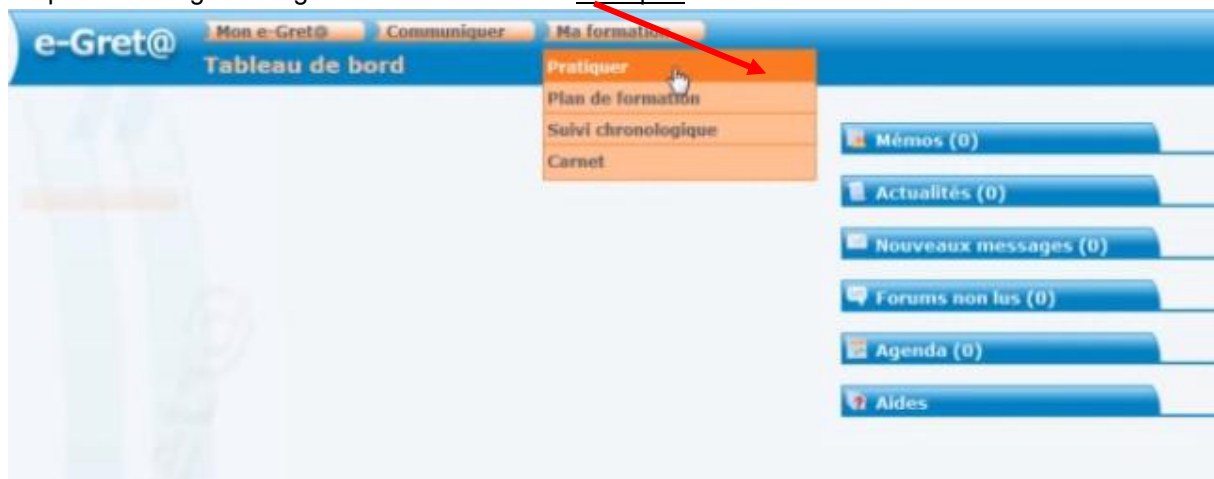 e-Gret@
Mon e-Gret@ Communiquer Ma formation
Tableau de bord
Pratiquer
Plan de formation
Suivi chronologique
Carnet
Mémos (0)
Actualités (0)
Nouveaux messages (0)
Forums non lus (0)
Agenda (0)
Aides